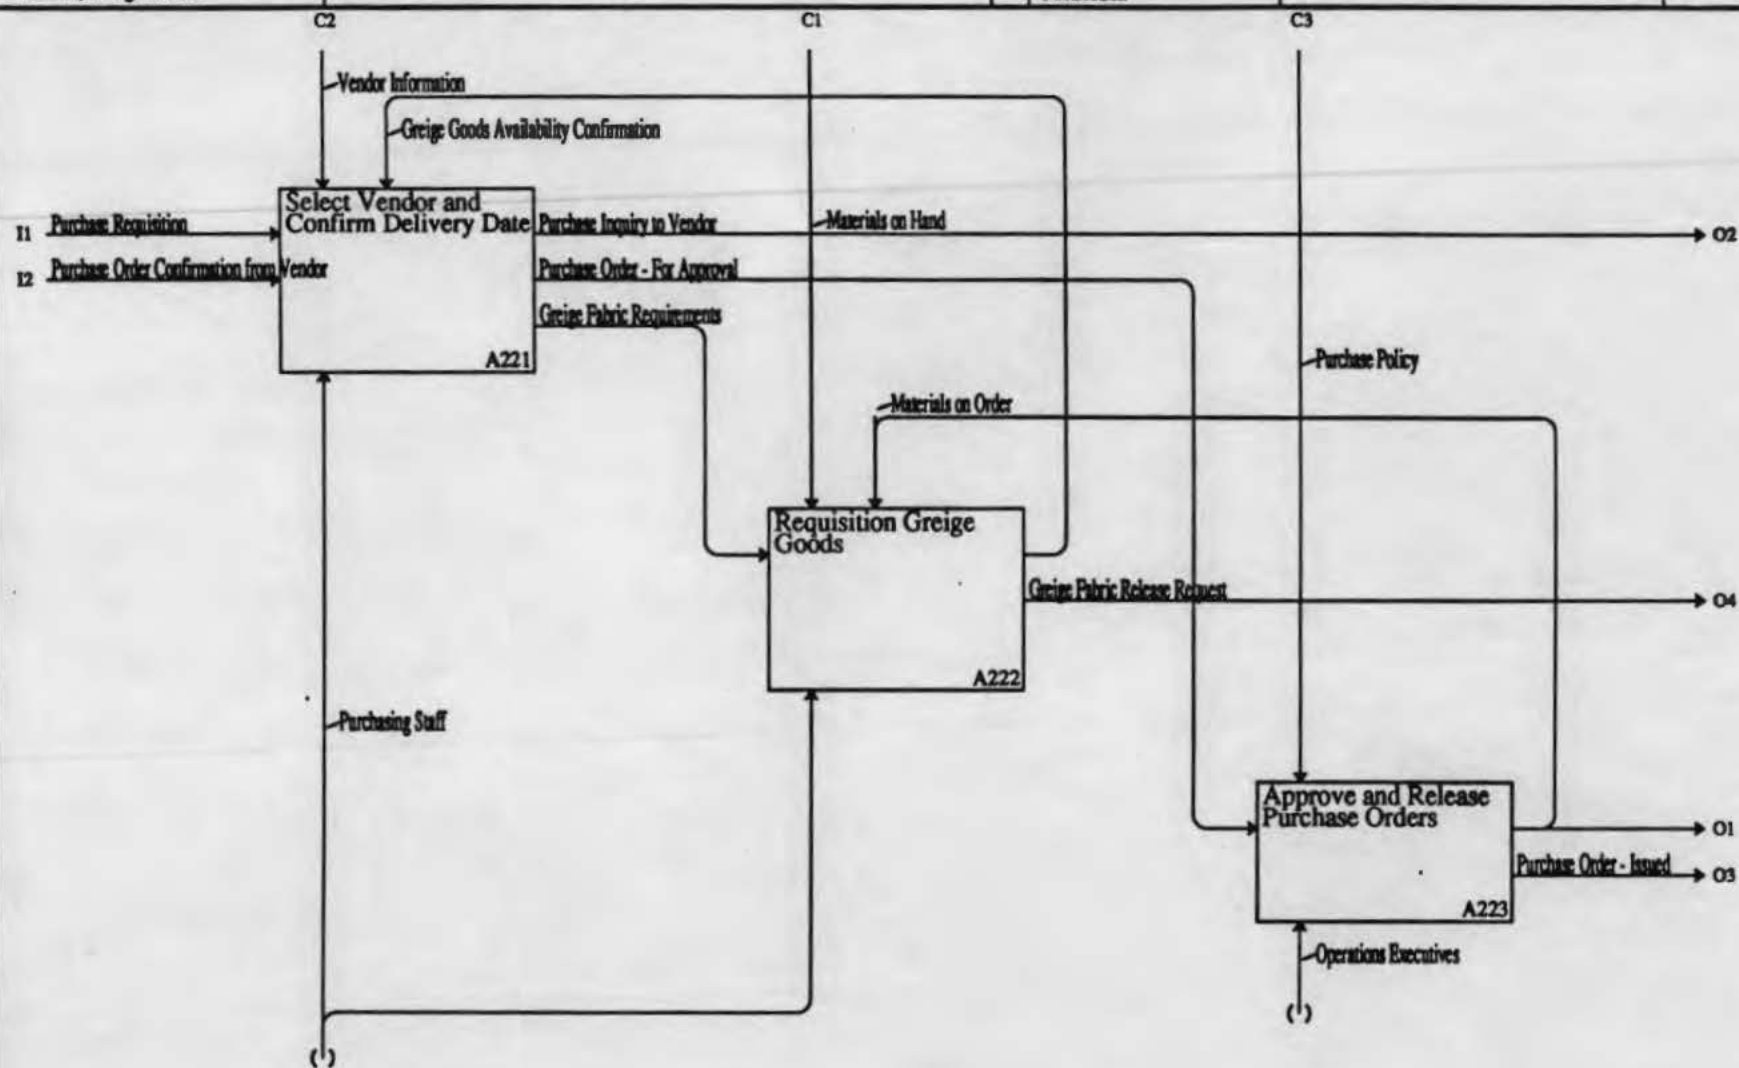 C2
C1
C3
Vendor Information
Greige Goods Availability Confirmation
Select Vendor and
Confirm Delivery Date
I1
Purchase Requisition
Purchase Inquiry to Vendor
Materials on Hand
O2
I2
Purchase Order Confirmation from Vendor
Purchase Order - For Approval
Greige Fabric Requirements
A221
Purchase Policy
Materials on Order
Requisition Greige
Goods
Greige Fabric Release Request
O4
A222
Purchasing Staff
Approve and Release
Purchase Orders
O1
Purchase Order - Issued
O3
A223
Operations Executives
( )
( )